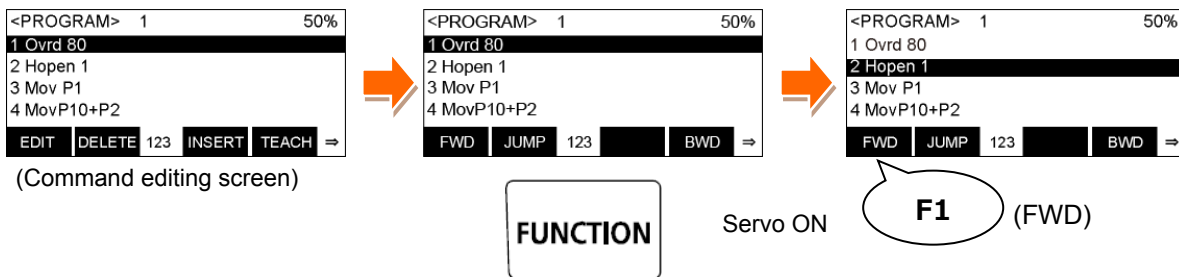 <PROGRAM> 1 50%
1 Ovrd 80
2 Hopen 1
3 Mov P1
4 MovP10+P2
EDIT DELETE 123 INSERT TEACH ⇒
(Command editing screen)
<PROGRAM> 1 50%
1 Ovrd 80
2 Hopen 1
3 Mov P1
4 MovP10+P2
FWD JUMP 123 BWD ⇒
FUNCTION
Servo ON
<PROGRAM> 1 50%
1 Ovrd 80
2 Hopen 1
3 Mov P1
4 MovP10+P2
FWD JUMP 123 BWD ⇒
F1 (FWD)